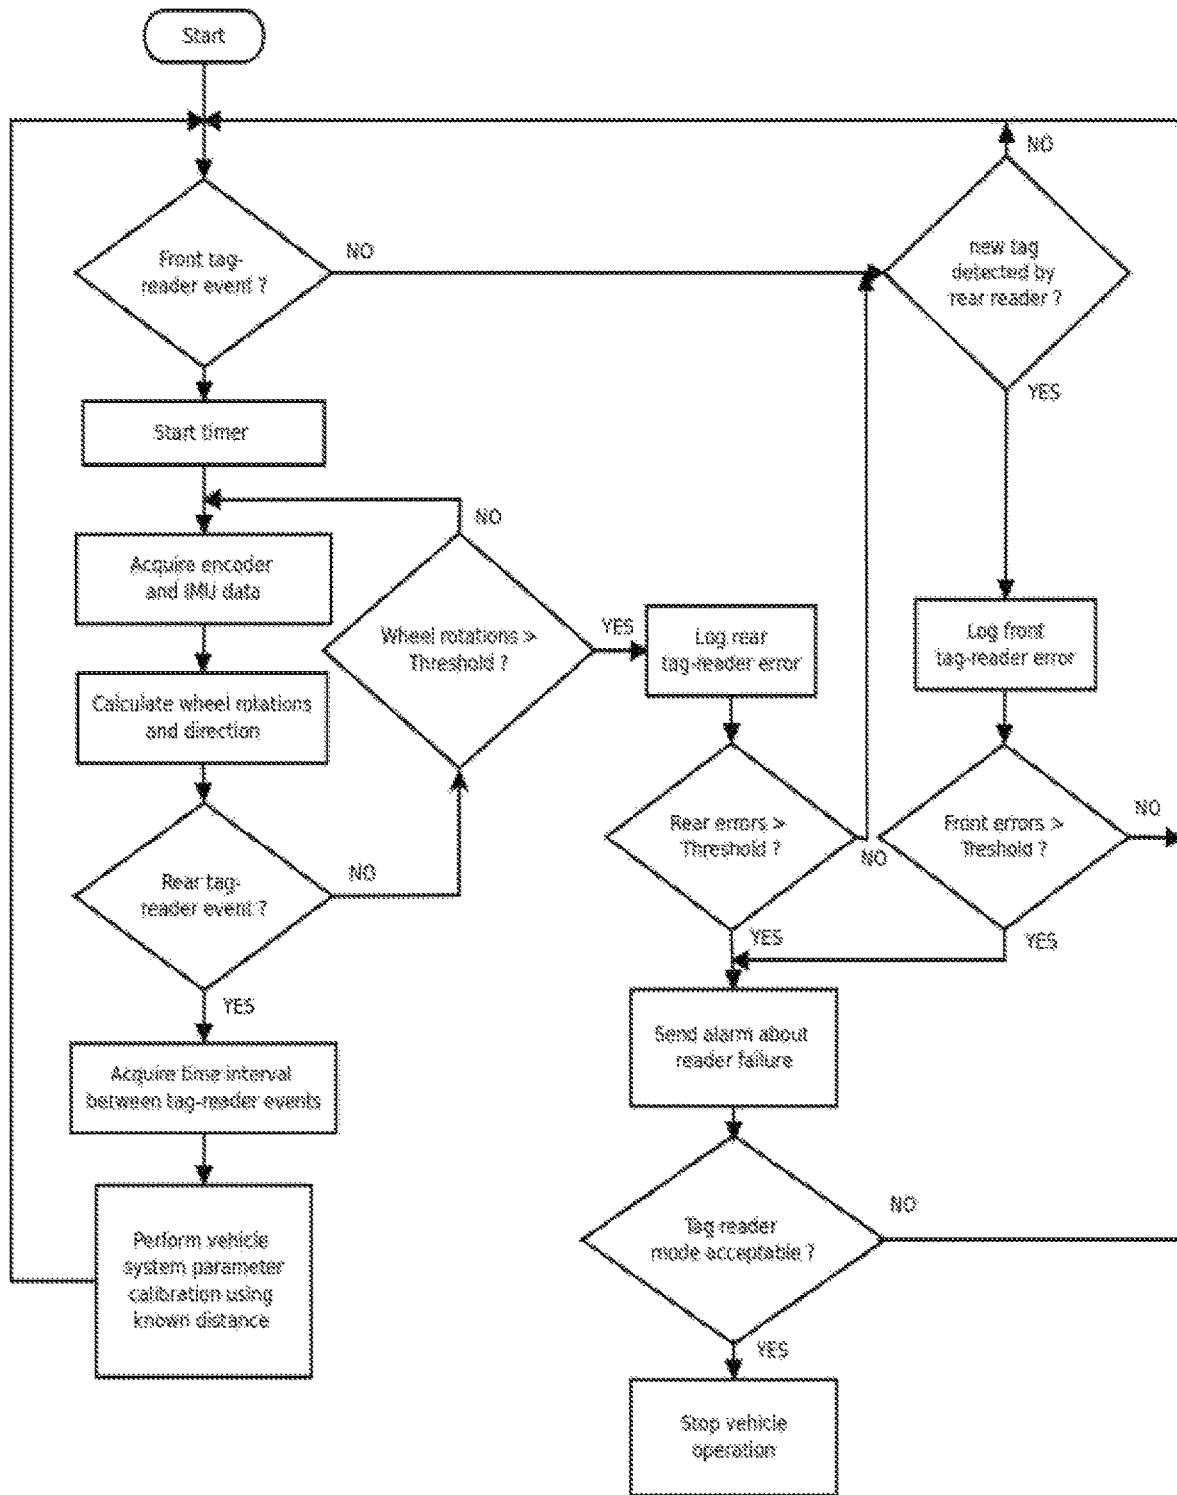 Start
NO
Front tag-
reader event ?
NO
new tag
detected by
rear reader ?
YES
Start timer
NO
Acquire encoder
and IMU data
Wheel rotations >
Threshold ?
YES
Log rear
tag-reader error
Log front
tag-reader error
Calculate wheel rotations
and direction
Rear errors >
Threshold ?
NO
Front errors >
Treshold ?
NO
Rear tag-
reader event ?
NO
YES
YES
YES
Send alarm about
reader failure
Acquire time interval
between tag-reader events
Perform vehicle
system parameter
calibration using
known distance
Tag reader
mode acceptable ?
NO
YES
Stop vehicle
operation